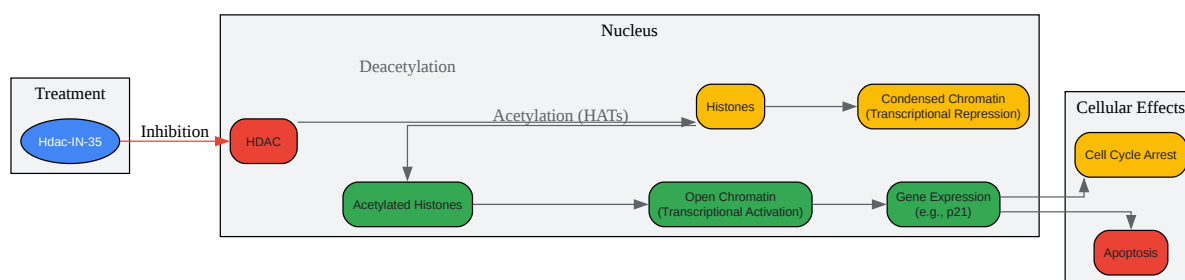 Nucleus
Deacetylation
Treatment
Hdac-IN-35
Inhibition
HDAC
Acetylation (HATs)
Histones
Condensed Chromatin
(Transcriptional Repression)
Acetylated Histones
Open Chromatin
(Transcriptional Activation)
Gene Expression
(e.g., p21)
Cellular Effects
Cell Cycle Arrest
Apoptosis